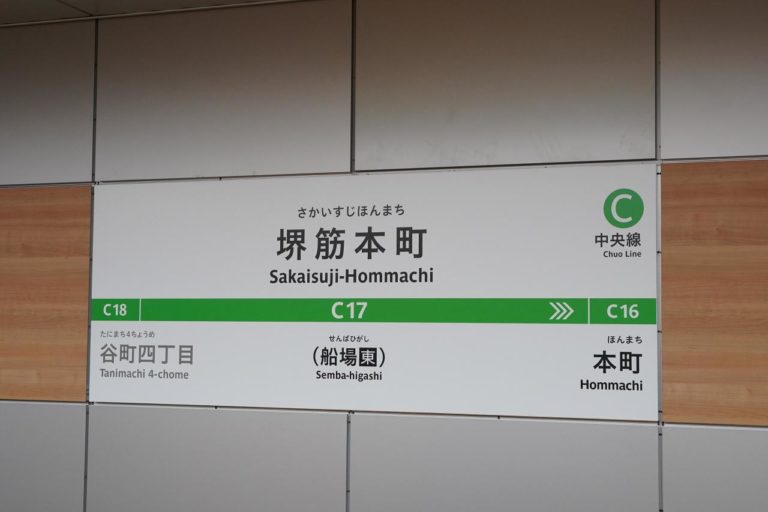 さかいすじほんまち
堺筋本町
Sakaisuji-Hommachi
C
中央線
Chuo Line
C18
C17
C16
たにまち4ちょうめ
谷町四丁目
Tanimachi 4-chome
せんばひがし
（船場東）
Semba-higashi
ほんまち
本町
Hommachi